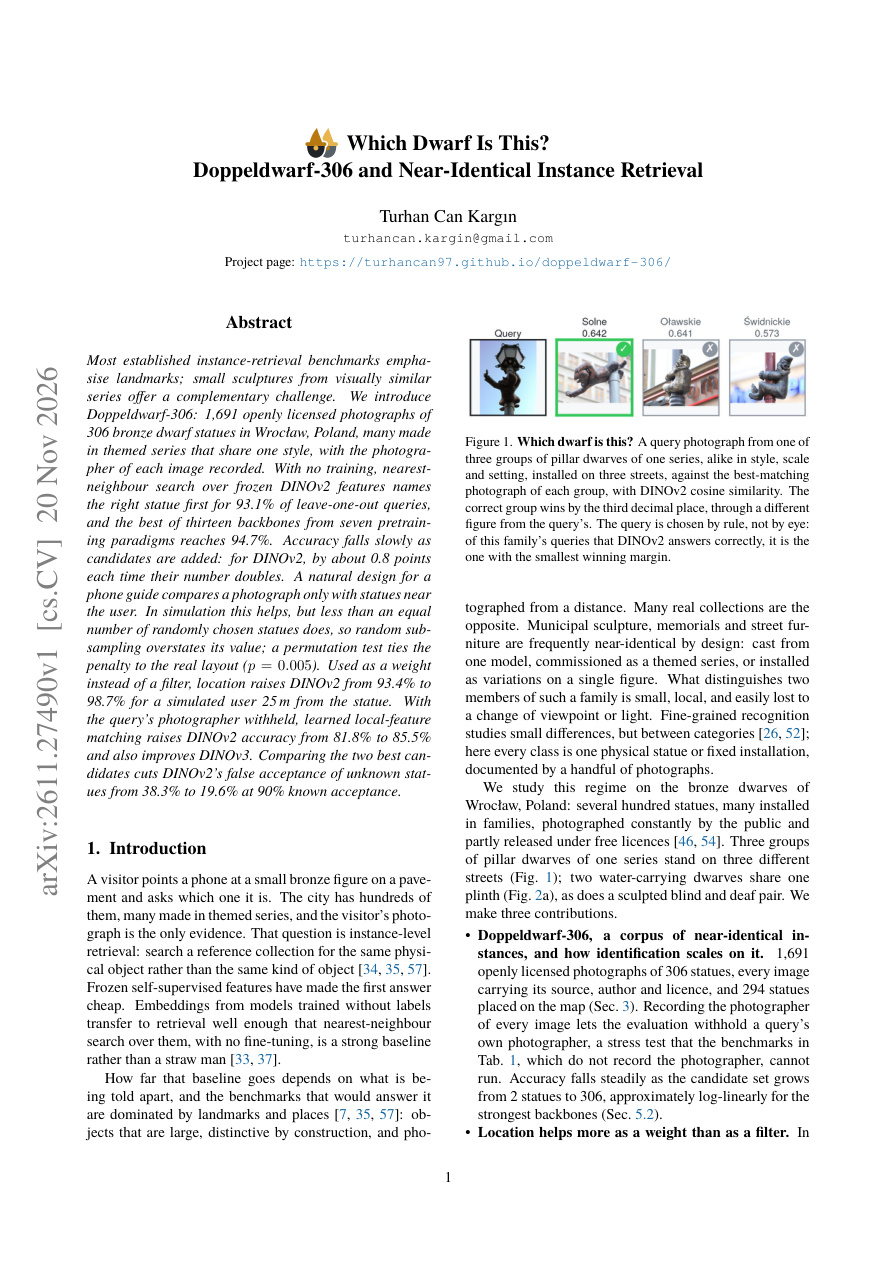 Which Dwarf Is This?
Doppeldwarf-306 and Near-Identical Instance Retrieval
Turhan Can Kargın
turhancan.kargin@gmail.com
Project page: https://turhancan97.github.io/doppeldwarf-306/
arXiv:2611.27490v1 [cs.CV] 20 Nov 2026
Abstract
Most established instance-retrieval benchmarks empha-
sise landmarks; small sculptures from visually similar
series offer a complementary challenge. We introduce
Doppeldwarf-306: 1,691 openly licensed photographs of
306 bronze dwarf statues in Wrocław, Poland, many made
in themed series that share one style, with the photogra-
pher of each image recorded. With no training, nearest-
neighbour search over frozen DINOv2 features names
the right statue first for 93.1% of leave-one-out queries,
and the best of thirteen backbones from seven pretrain-
ing paradigms reaches 94.7%. Accuracy falls slowly as
candidates are added: for DINOv2, by about 0.8 points
each time their number doubles. A natural design for a
phone guide compares a photograph only with statues near
the user. In simulation this helps, but less than an equal
number of randomly chosen statues does, so random sub-
sampling overstates its value; a permutation test ties the
penalty to the real layout (p = 0.005). Used as a weight
instead of a filter, location raises DINOv2 from 93.4% to
98.7% for a simulated user 25 m from the statue. With
the query's photographer withheld, learned local-feature
matching raises DINOv2 accuracy from 81.8% to 85.5%
and also improves DINOv3. Comparing the two best can-
didates cuts DINOv2's false acceptance of unknown stat-
ues from 38.3% to 19.6% at 90% known acceptance.
1. Introduction
A visitor points a phone at a small bronze figure on a pave-
ment and asks which one it is. The city has hundreds of
them, many made in themed series, and the visitor's photo-
graph is the only evidence. That question is instance-level
retrieval: search a reference collection for the same physi-
cal object rather than the same kind of object [34, 35, 57].
Frozen self-supervised features have made the first answer
cheap. Embeddings from models trained without labels
transfer to retrieval well enough that nearest-neighbour
search over them, with no fine-tuning, is a strong baseline
rather than a straw man [33, 37].
How far that baseline goes depends on what is be-
ing told apart, and the benchmarks that would answer it
are dominated by landmarks and places [7, 35, 57]: ob-
jects that are large, distinctive by construction, and pho-
Query
Solne
0.642
Oławskie
0.641
Świdnickie
0.573
Figure 1. Which dwarf is this? A query photograph from one of
three groups of pillar dwarves of one series, alike in style, scale
and setting, installed on three streets, against the best-matching
photograph of each group, with DINOv2 cosine similarity. The
correct group wins by the third decimal place, through a different
figure from the query's. The query is chosen by rule, not by eye:
of this family's queries that DINOv2 answers correctly, it is the
one with the smallest winning margin.
tographed from a distance. Many real collections are the
opposite. Municipal sculpture, memorials and street fur-
niture are frequently near-identical by design: cast from
one model, commissioned as a themed series, or installed
as variations on a single figure. What distinguishes two
members of such a family is small, local, and easily lost to
a change of viewpoint or light. Fine-grained recognition
studies small differences, but between categories [26, 52];
here every class is one physical statue or fixed installation,
documented by a handful of photographs.
We study this regime on the bronze dwarves of
Wrocław, Poland: several hundred statues, many installed
in families, photographed constantly by the public and
partly released under free licences [46, 54]. Three groups
of pillar dwarves of one series stand on three different
streets (Fig. 1); two water-carrying dwarves share one
plinth (Fig. 2a), as does a sculpted blind and deaf pair. We
make three contributions.
• Doppeldwarf-306, a corpus of near-identical in-
stances, and how identification scales on it. 1,691
openly licensed photographs of 306 statues, every image
carrying its source, author and licence, and 294 statues
placed on the map (Sec. 3). Recording the photographer
of every image lets the evaluation withhold a query's
own photographer, a stress test that the benchmarks in
Tab. 1, which do not record the photographer, cannot
run. Accuracy falls steadily as the candidate set grows
from 2 statues to 306, approximately log-linearly for the
strongest backbones (Sec. 5.2).
• Location helps more as a weight than as a filter. In
1